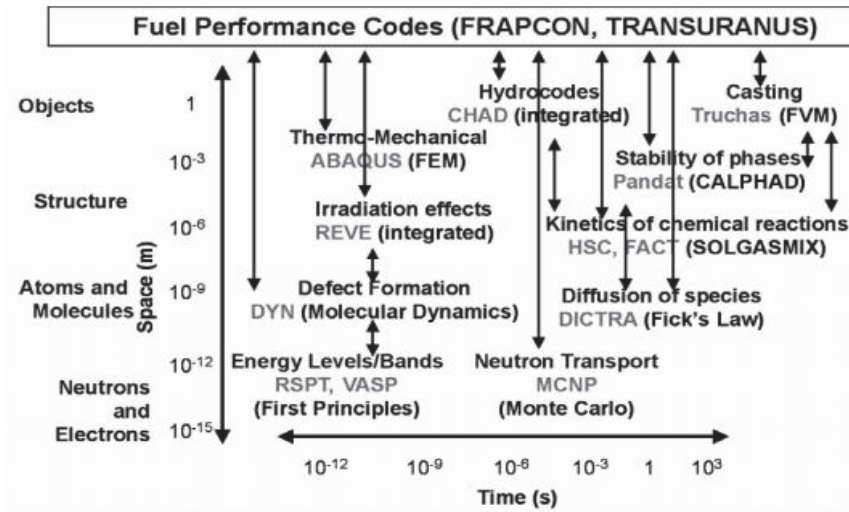 Fuel Performance Codes (FRAPCON, TRANSURANUS)
Objects
Structure
Atoms and
Molecules
Neutrons
and
Electrons
Space (m)
1
10-3
10-6
10-9
10-12
10-15
Hydrocodes
CHAD (integrated)
Casting
Truchas (FVM)
Thermo-Mechanical
ABAQUS (FEM)
Stability of phases
Pandat (CALPHAD)
Irradiation effects
REVE (integrated)
Kinetics of chemical reactions
HSC, FACT (SOLGASMIX)
Defect Formation
DYN (Molecular Dynamics)
Diffusion of species
DICTRA (Fick's Law)
Energy Levels/Bands
RSPT, VASP
(First Principles)
Neutron Transport
MCNP
(Monte Carlo)
10-12 10-9 10-6 10-3 1 103
Time (s)